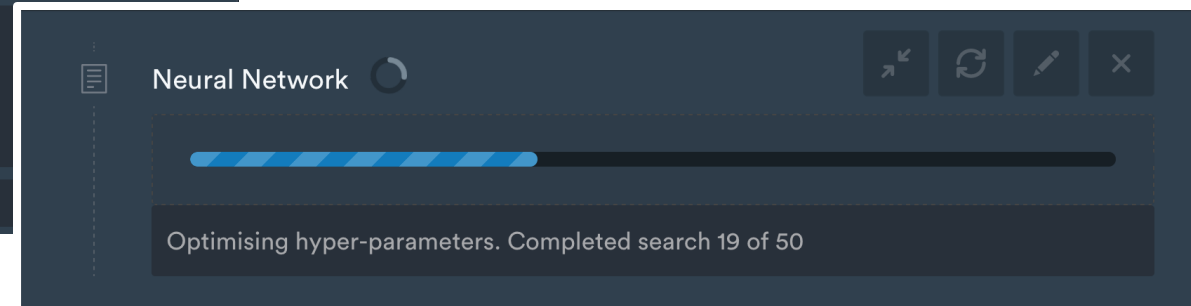 Neural Network
Optimising hyper-parameters. Completed search 19 of 50